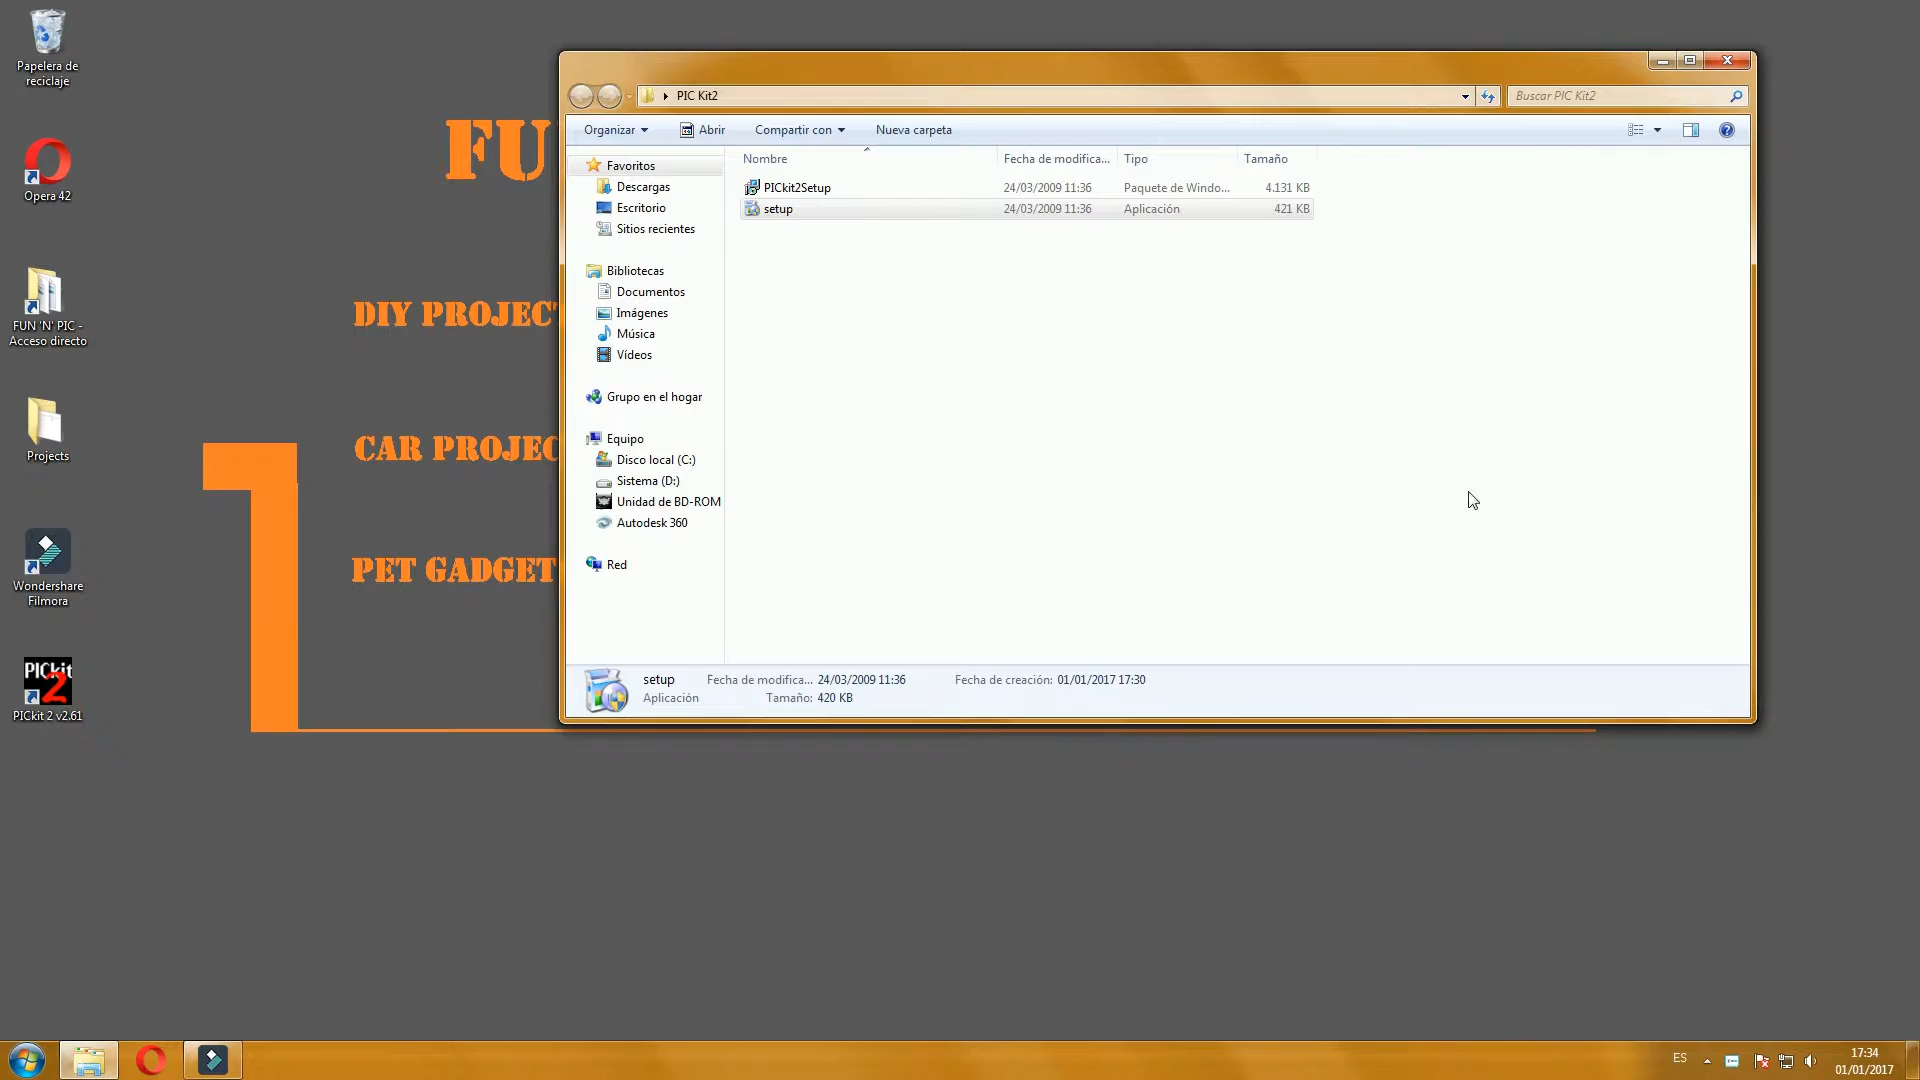 Papelera de
reciclaje
Opera 42
FUN 'N' PIC -
Acceso directo
Projects
Wondershare
Filmora
PICkit
2
PICkit 2 v2.61
FU
DIY PROJECT
CAR PROJEC
PET GADGET
1
PIC Kit2
Buscar PIC Kit2
Organizar
Abrir
Compartir con
Nueva carpeta
Nombre
Fecha de modifica...
Tipo
Tamaño
PICkit2Setup
24/03/2009 11:36
Paquete de Windo...
4.131 KB
setup
24/03/2009 11:36
Aplicación
421 KB
Favoritos
Descargas
Escritorio
Sitios recientes
Bibliotecas
Documentos
Imágenes
Música
Vídeos
Grupo en el hogar
Equipo
Disco local (C:)
Sistema (D:)
Unidad de BD-ROM
Autodesk 360
Red
setup
Fecha de modifica... 24/03/2009 11:36
Fecha de creación: 01/01/2017 17:30
Aplicación
Tamaño: 420 KB
ES
17:34
01/01/2017